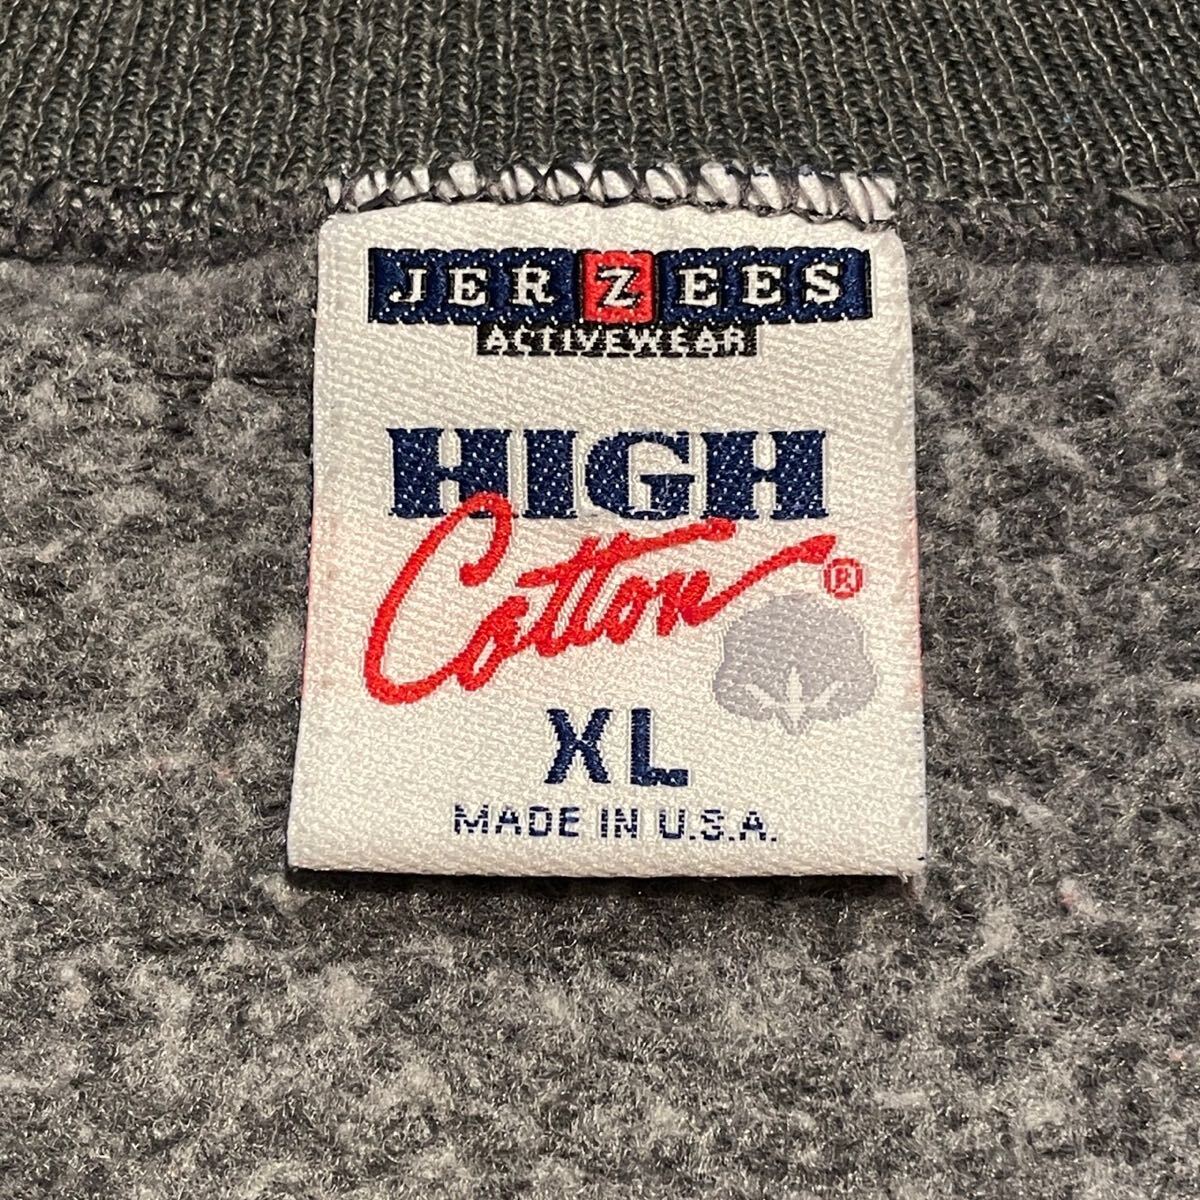 JERZEES
ACTIVEWEAR
HIGH
Cotton®
XL
MADE IN U.S.A.